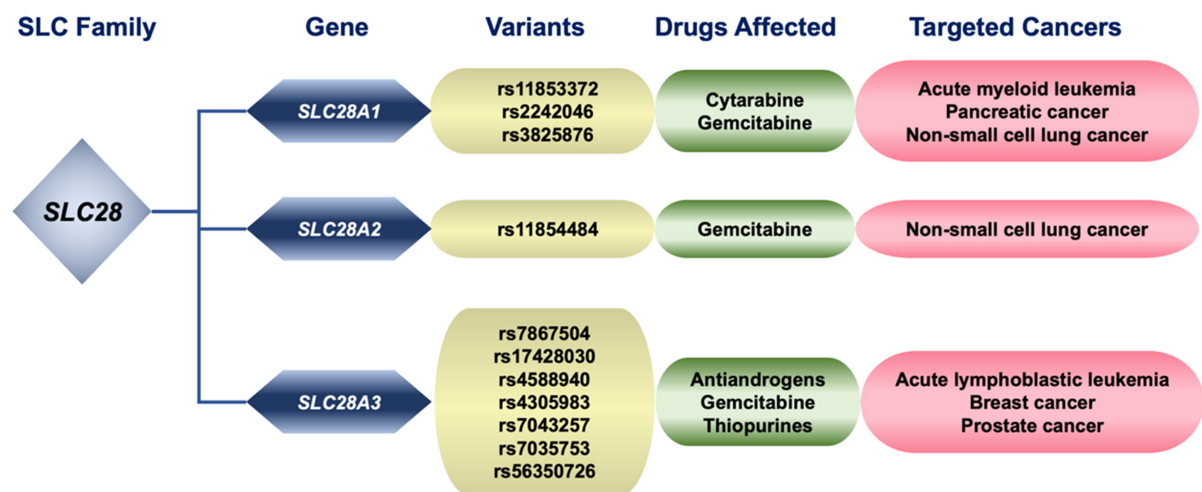 SLC Family
Gene
Variants
Drugs Affected
Targeted Cancers
SLC28
SLC28A1
rs11853372
rs2242046
rs3825876
Cytarabine
Gemcitabine
Acute myeloid leukemia
Pancreatic cancer
Non-small cell lung cancer
SLC28A2
rs11854484
Gemcitabine
Non-small cell lung cancer
SLC28A3
rs7867504
rs17428030
rs4588940
rs4305983
rs7043257
rs7035753
rs56350726
Antiandrogens
Gemcitabine
Thiopurines
Acute lymphoblastic leukemia
Breast cancer
Prostate cancer